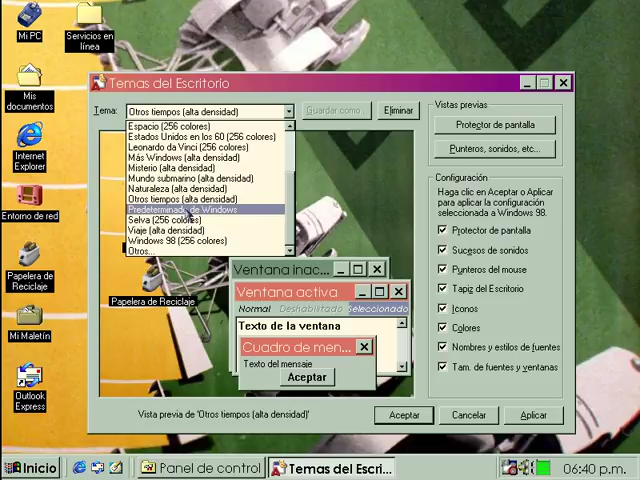 Mi PC
Servicios en
línea
Mis
documentos
Internet
Explorer
Entorno de red
Papelera de
Reciclaje
Mi Maletín
Outlook
Express
Temas del Escritorio
Tema:
Otros tiempos (alta densidad)
Guardar como...
Eliminar
Espacio (256 colores)
Estados Unidos en los 60 (256 colores)
Leonardo da Vinci (256 colores)
Más Windows (alta densidad)
Misterio (alta densidad)
Mundo submarino (alta densidad)
Naturaleza (alta densidad)
Otros tiempos (alta densidad)
Predeterminado de Windows
Selva (256 colores)
Viaje (alta densidad)
Windows 98 (256 colores)
Otros...
Papelera de Reciclaje
Ventana inac...
Ventana activa
Normal Deshabilitado Seleccionado
Texto de la ventana
Cuadro de men...
Texto del mensaje
Aceptar
Vistas previas
Protector de pantalla
Punteros, sonidos, etc...
Configuración
Haga clic en Aceptar o Aplicar
para aplicar la configuración
seleccionada a Windows 98.
Protector de pantalla
Sucesos de sonidos
Punteros del mouse
Tapiz del Escritorio
Iconos
Colores
Nombres y estilos de fuentes
Tam. de fuentes y ventanas
Vista previa de 'Otros tiempos (alta densidad)'
Aceptar
Cancelar
Aplicar
Inicio
Panel de control
Temas del Escri...
06:40 p.m.